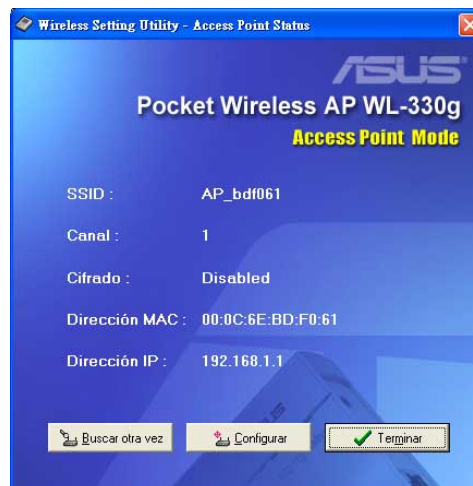 Wireless Setting Utility - Access Point Status
ASUS
Pocket Wireless AP WL-330g
Access Point Mode
SSID : AP_bdf061
Canal : 1
Cifrado : Disabled
Dirección MAC : 00:0C:6E:BD:F0:61
Dirección IP : 192.168.1.1
Buscar otra vez Configurar Terminar